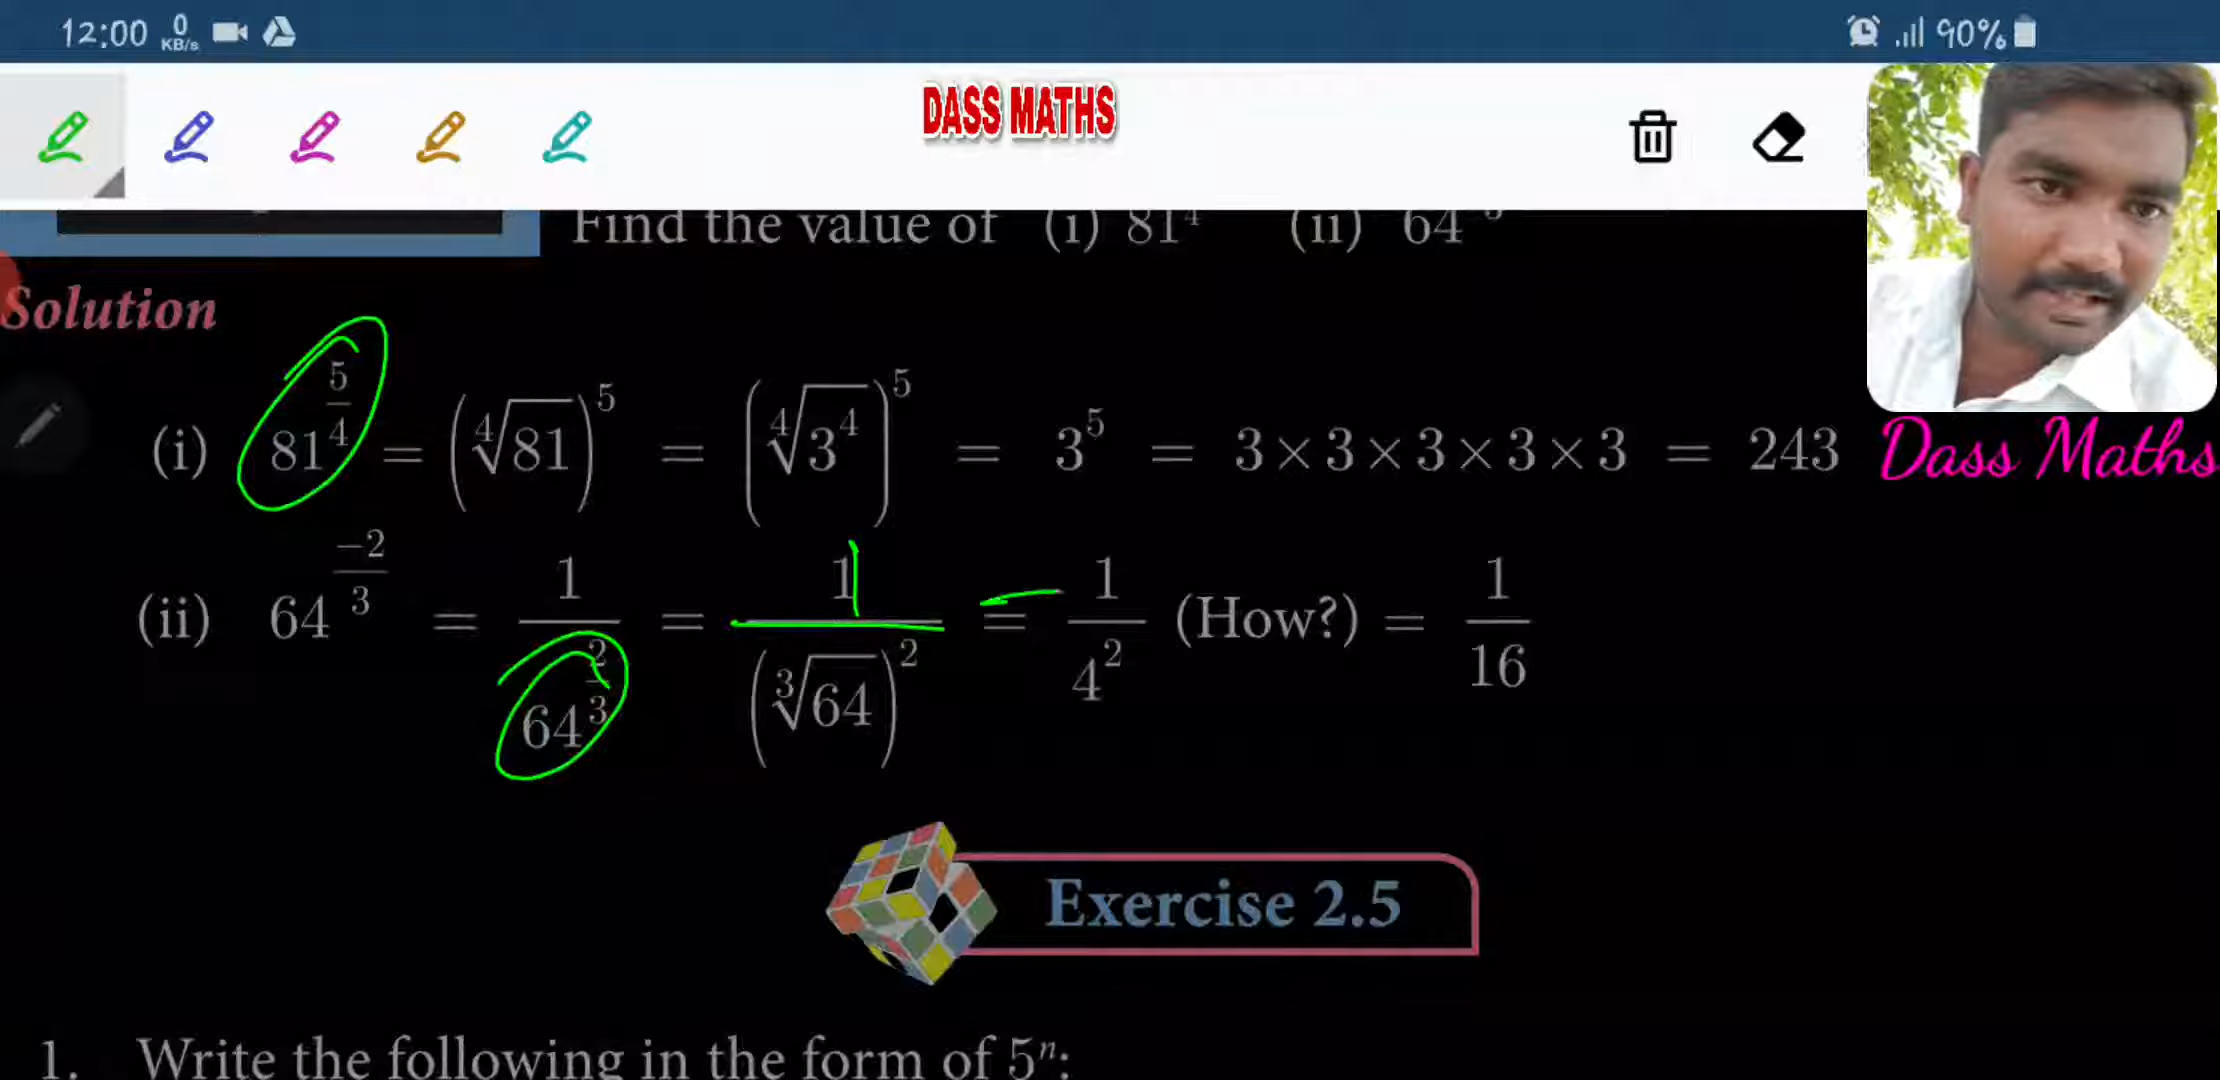 12:00 0 KB/s 90%
DASS MATHS
Find the value of (i) 81^4 (ii) 64
Solution
(i) 81^(5/4) = (∜81)^5 = (∜3^4)^5 = 3^5 = 3×3×3×3×3 = 243
Dass Maths
(ii) 64^(-2/3) = 1/64^(2/3) = 1/(∛64)^2 = 1/4^2 (How?) = 1/16
Exercise 2.5
1. Write the following in the form of 5^n: